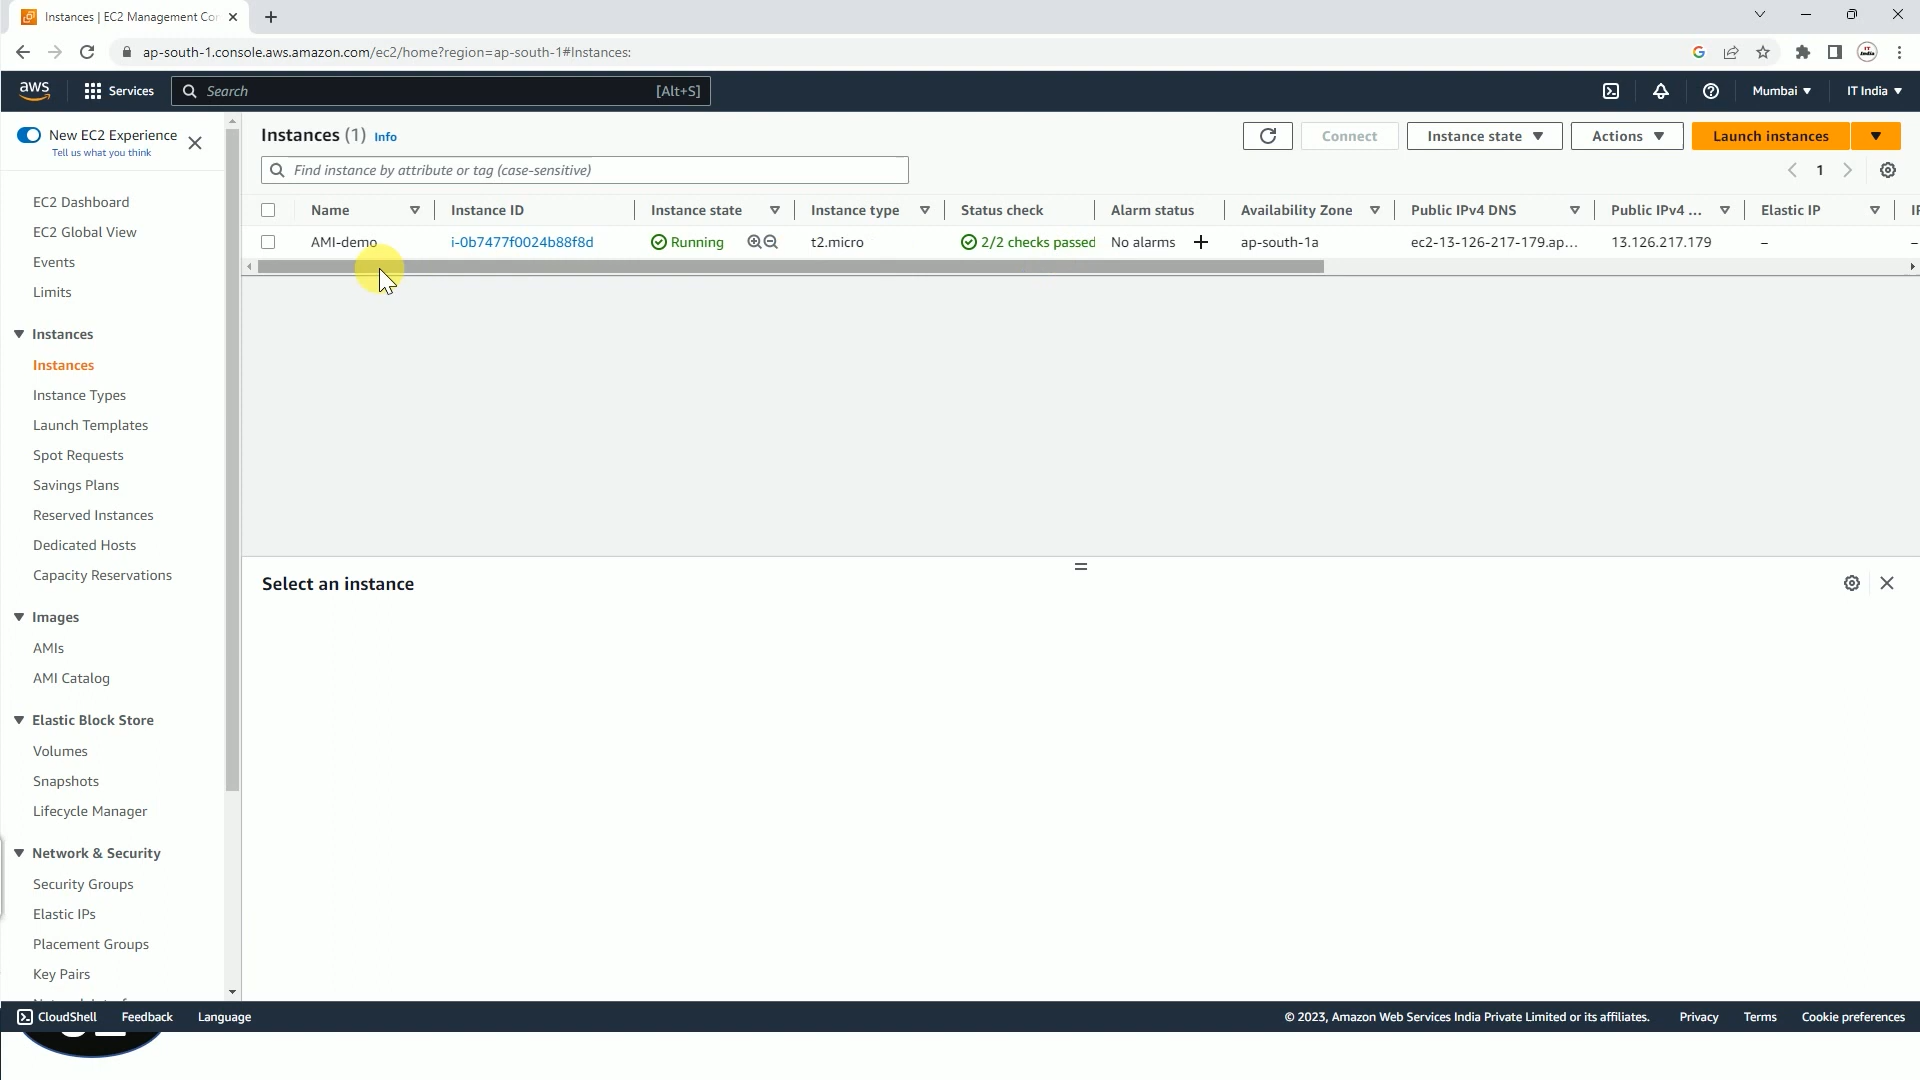 Instances | EC2 Management Cor
ap-south-1.console.aws.amazon.com/ec2/home?region=ap-south-1#Instances:
aws Services Search [Alt+S] Mumbai IT India
New EC2 Experience
Tell us what you think
EC2 Dashboard
EC2 Global View
Events
Limits
Instances
Instances
Instance Types
Launch Templates
Spot Requests
Savings Plans
Reserved Instances
Dedicated Hosts
Capacity Reservations
Images
AMIs
AMI Catalog
Elastic Block Store
Volumes
Snapshots
Lifecycle Manager
Network & Security
Security Groups
Elastic IPs
Placement Groups
Key Pairs
Instances (1) Info Connect Instance state Actions Launch instances
Find instance by attribute or tag (case-sensitive) 1
Name Instance ID Instance state Instance type Status check Alarm status Availability Zone Public IPv4 DNS Public IPv4 ... Elastic IP
AMI-demo i-0b7477f0024b88f8d Running t2.micro 2/2 checks passed No alarms + ap-south-1a ec2-13-126-217-179.ap... 13.126.217.179 –
Select an instance
CloudShell Feedback Language © 2023, Amazon Web Services India Private Limited or its affiliates. Privacy Terms Cookie preferences